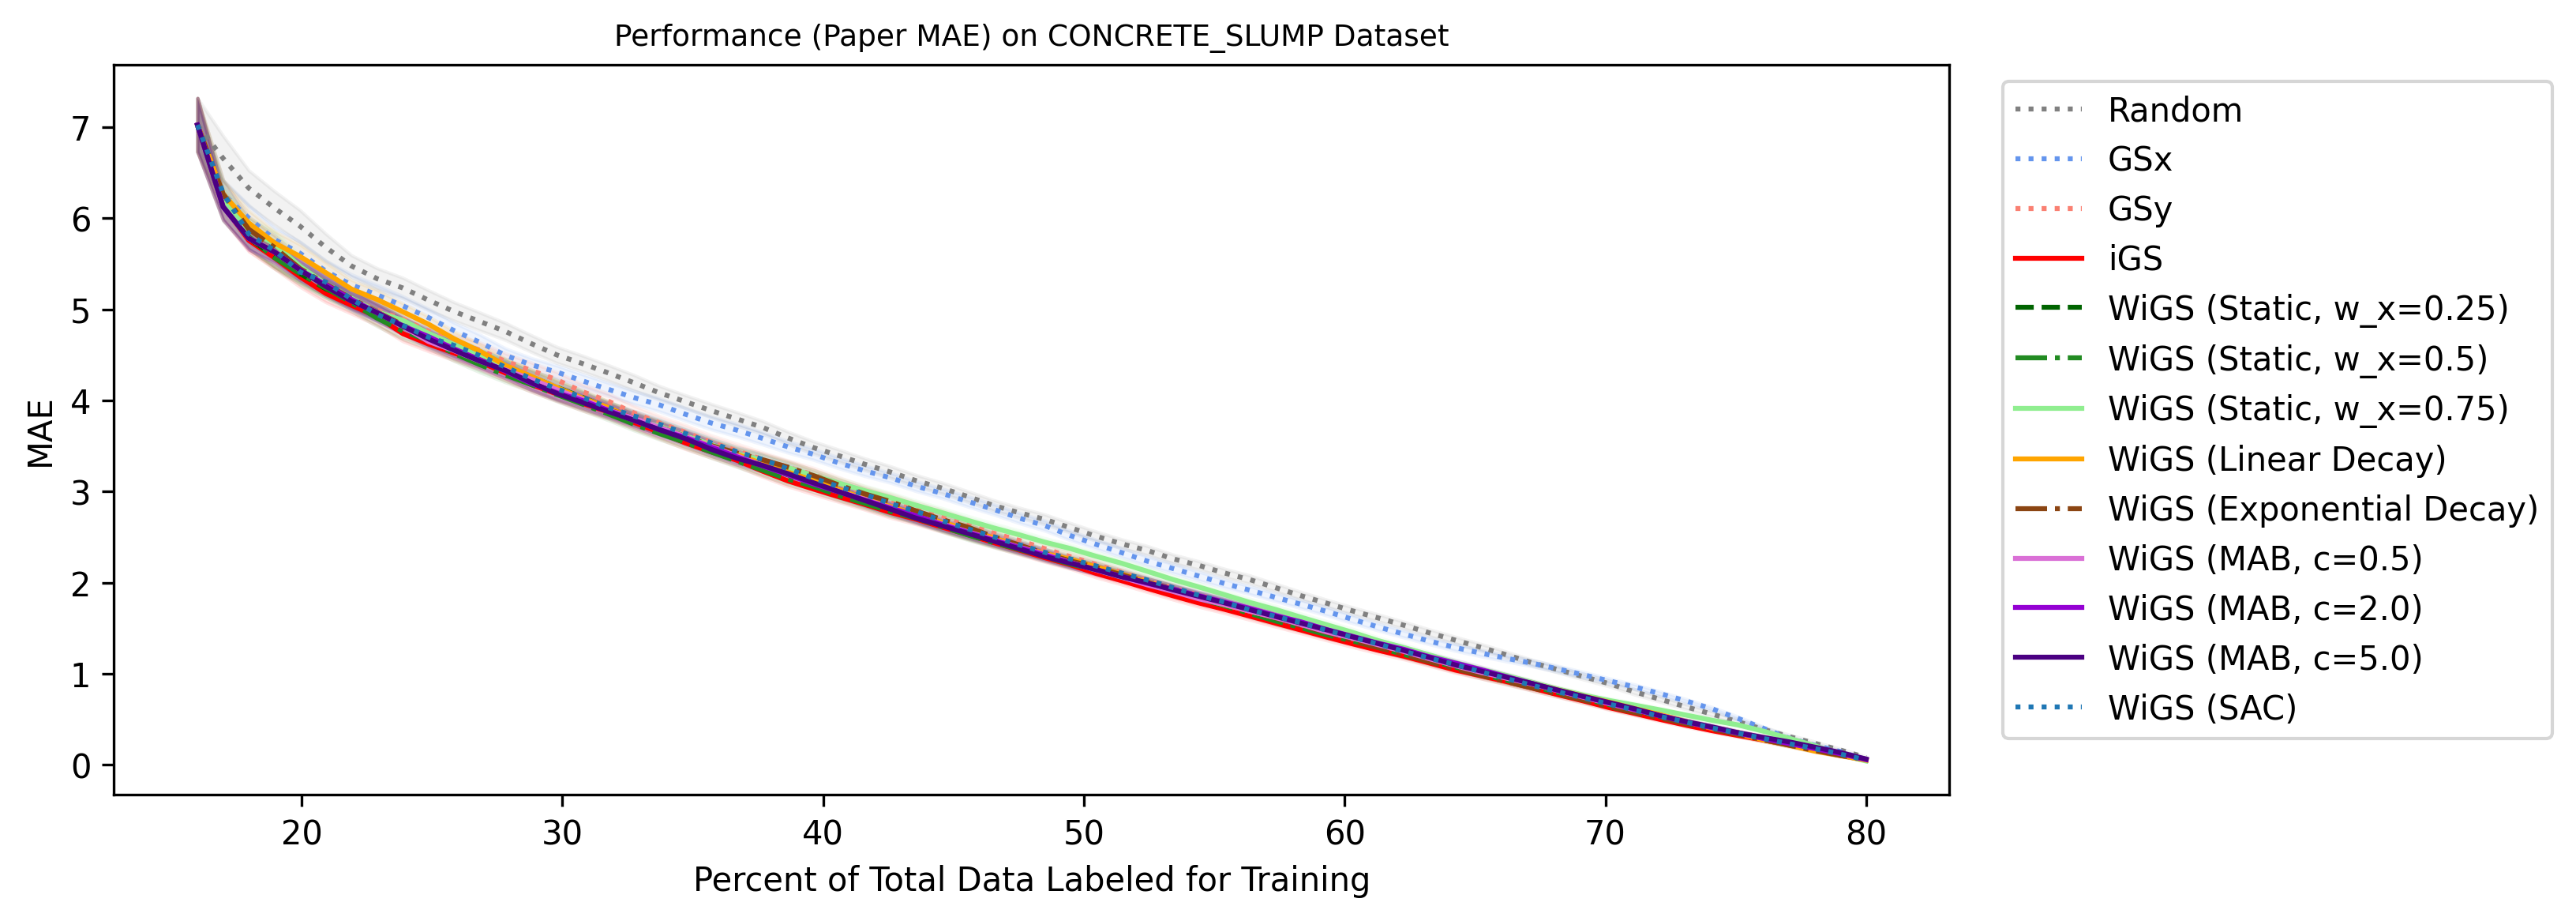 Performance (Paper MAE) on CONCRETE_SLUMP Dataset
MAE
7
6
5
4
3
2
1
0
20 30 40 50 60 70 80
Percent of Total Data Labeled for Training
Random
GSx
GSy
iGS
WiGS (Static, w_x=0.25)
WiGS (Static, w_x=0.5)
WiGS (Static, w_x=0.75)
WiGS (Linear Decay)
WiGS (Exponential Decay)
WiGS (MAB, c=0.5)
WiGS (MAB, c=2.0)
WiGS (MAB, c=5.0)
WiGS (SAC)